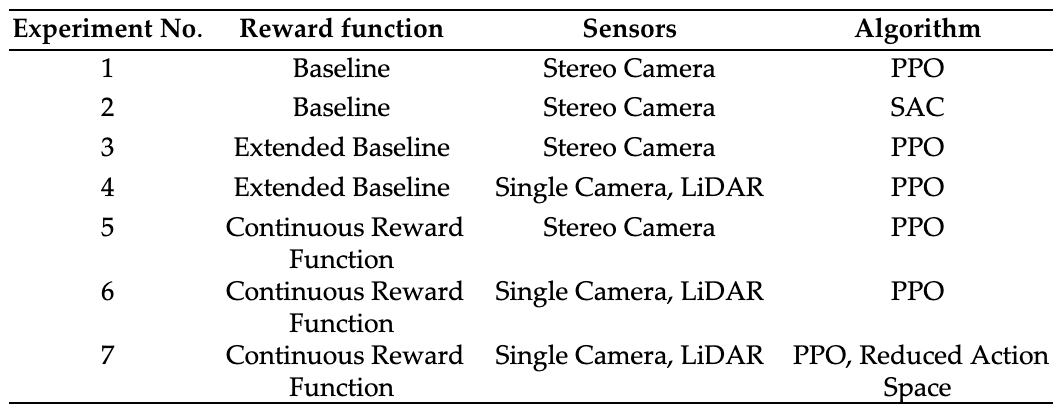 Experiment No. Reward function Sensors Algorithm
1 Baseline Stereo Camera PPO
2 Baseline Stereo Camera SAC
3 Extended Baseline Stereo Camera PPO
4 Extended Baseline Single Camera, LiDAR PPO
5 Continuous Reward Stereo Camera PPO
Function
6 Continuous Reward Single Camera, LiDAR PPO
Function
7 Continuous Reward Single Camera, LiDAR PPO, Reduced Action
Function Space